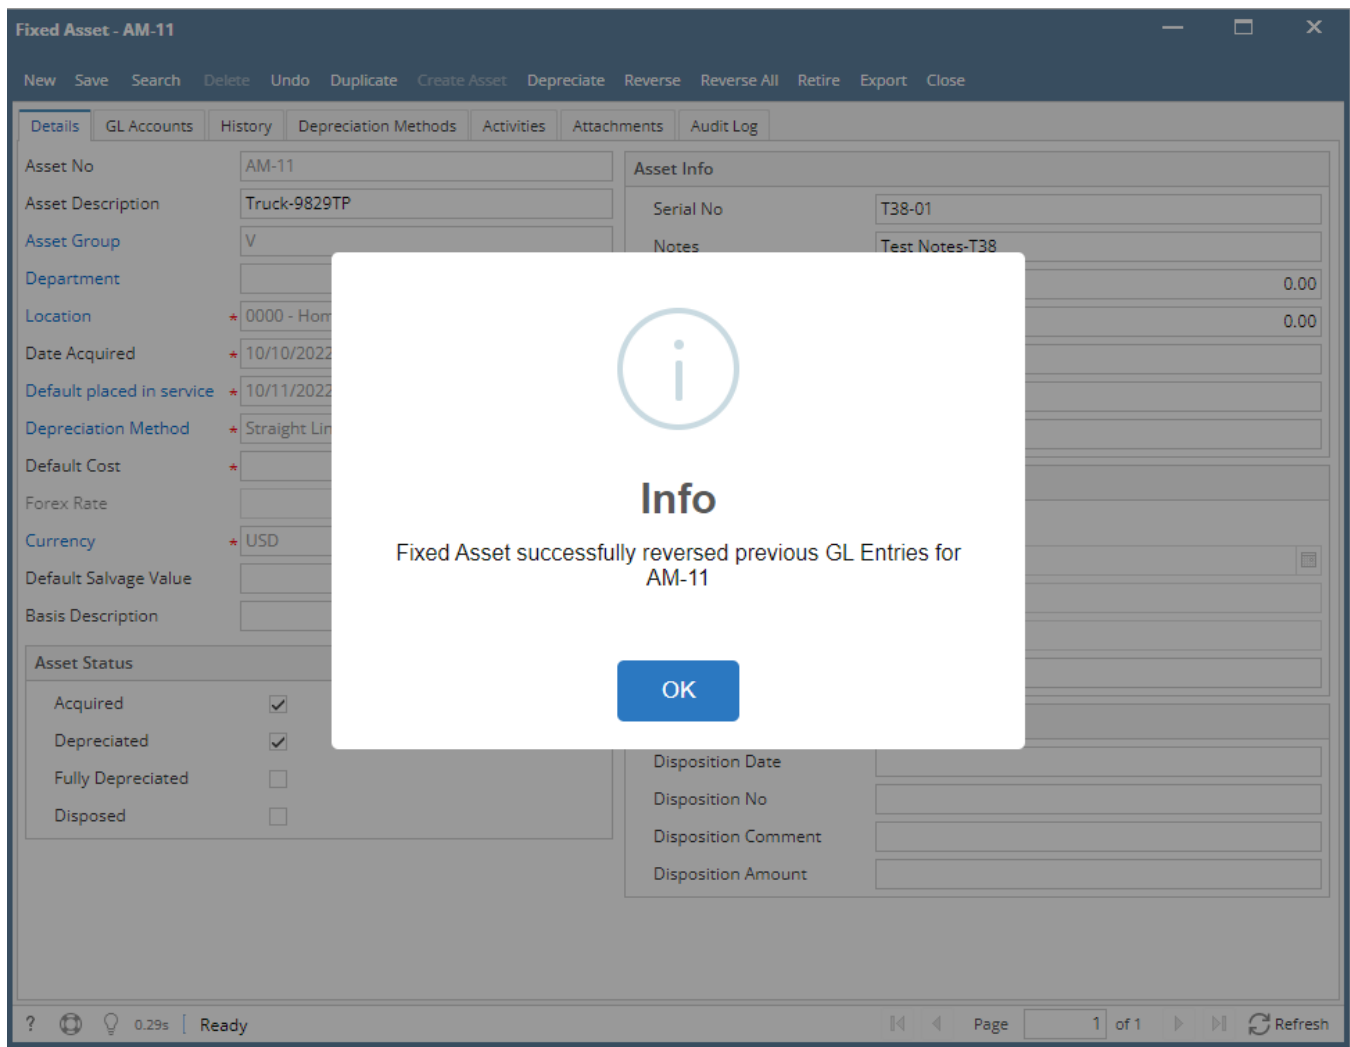 Fixed Asset - AM-11
New Save Search Delete Undo Duplicate Create Asset Depreciate Reverse Reverse All Retire Export Close
Details GL Accounts History Depreciation Methods Activities Attachments Audit Log
Asset No AM-11
Asset Description Truck-9829TP
Asset Group V
Department
Location * 0000 - Hom
Date Acquired * 10/10/2022
Default placed in service * 10/11/2022
Depreciation Method * Straight Lin
Default Cost *
Forex Rate
Currency * USD
Default Salvage Value
Basis Description
Asset Status
Acquired
Depreciated
Fully Depreciated
Disposed
Asset Info
Serial No T38-01
Notes Test Notes-T38
0.00
0.00
Info
Fixed Asset successfully reversed previous GL Entries for
AM-11
OK
Disposition Date
Disposition No
Disposition Comment
Disposition Amount
? 0.29s Ready
Page 1 of 1 Refresh